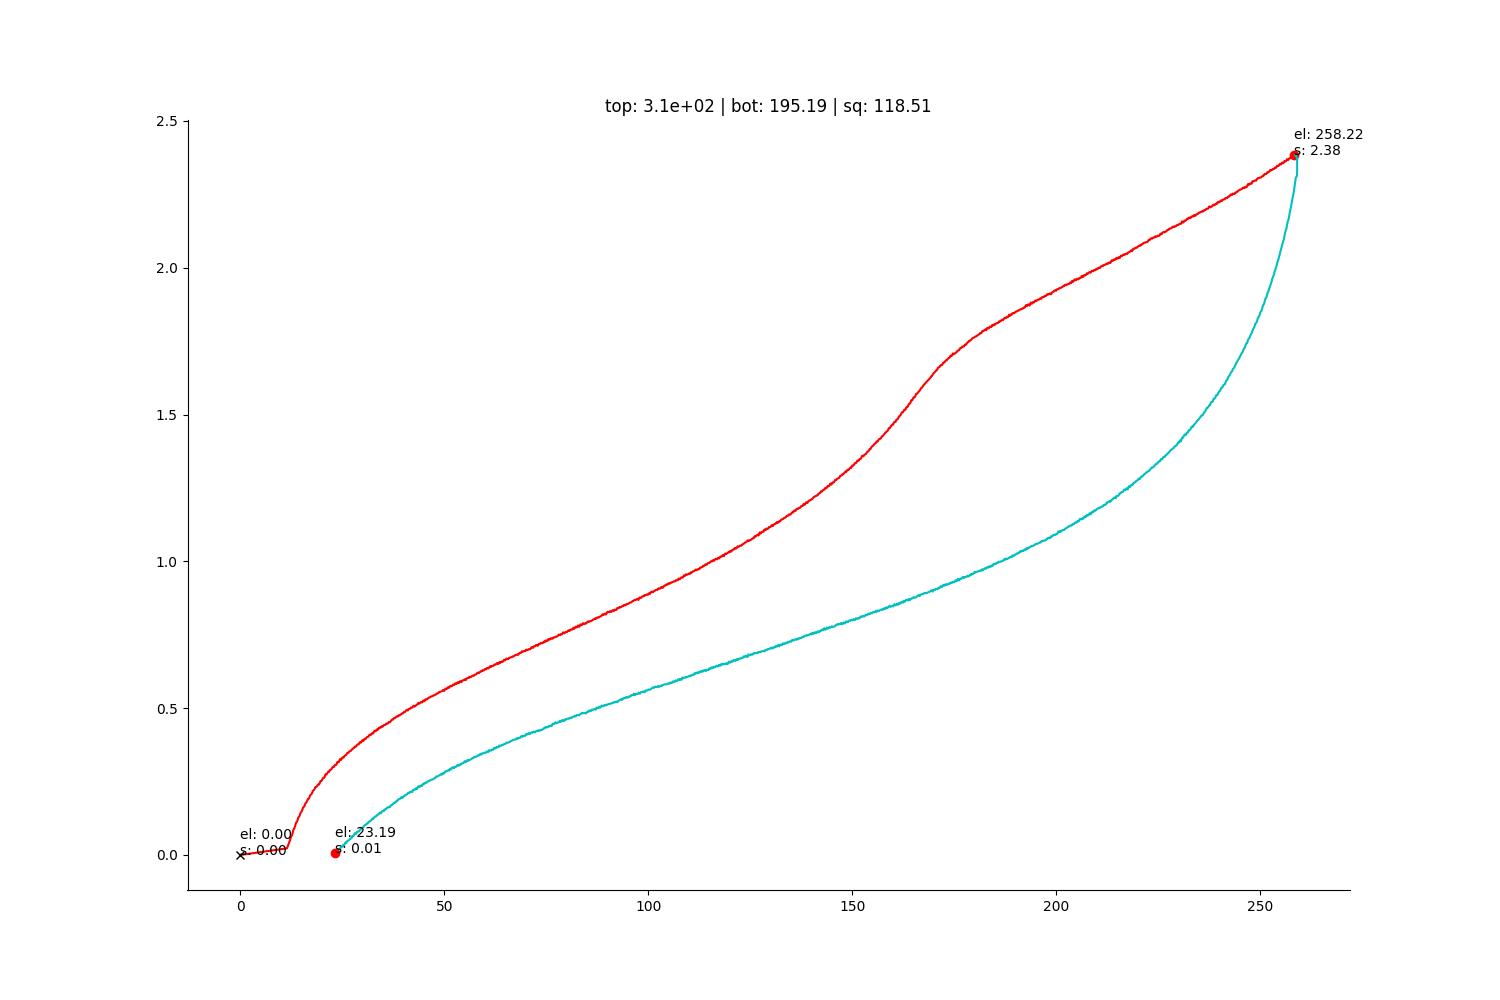 top: 3.1e+02 | bot: 195.19 | sq: 118.51
2.5
el: 258.22
s: 2.38
2.0
1.5
1.0
0.5
el: 0.00
s: 0.00
el: 23.19
s: 0.01
0.0
0 50 100 150 200 250